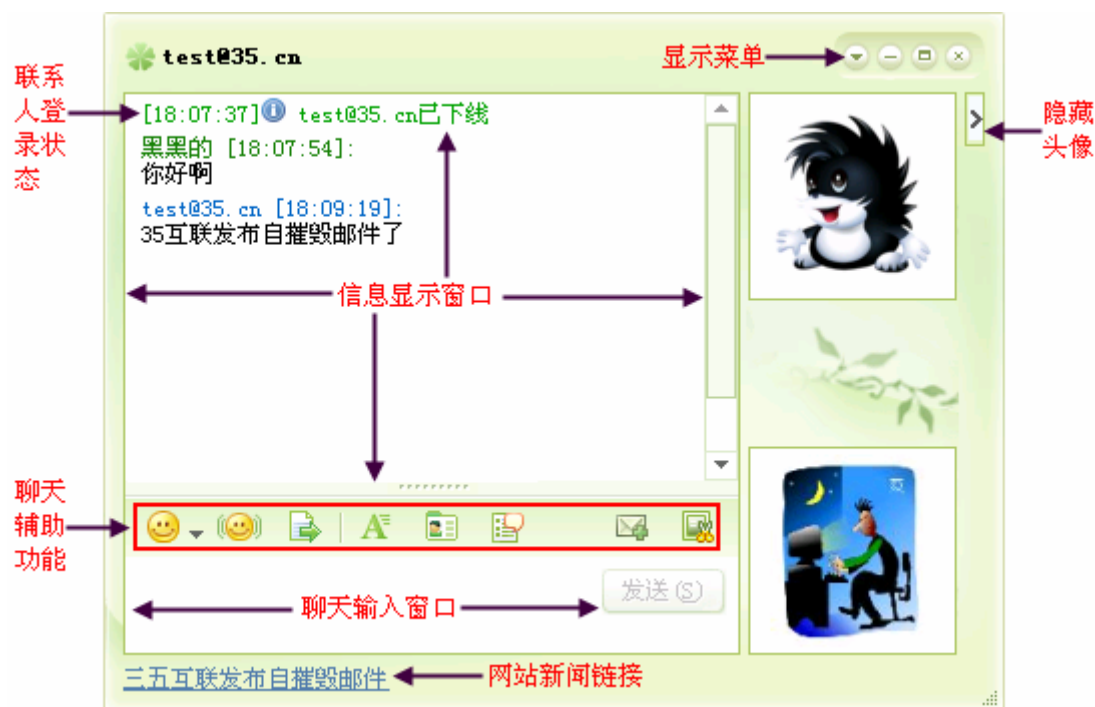 test@35.cn
显示菜单
联系
人登
录状
态
[18:07:37] test@35.cn已下线
黑黑的 [18:07:54]:
你好啊
test@35.cn [18:09:19]:
35互联发布自摧毁邮件了
隐藏
头像
信息显示窗口
聊天
辅助
功能
聊天输入窗口
发送(S)
三五互联发布自摧毁邮件
网站新闻链接